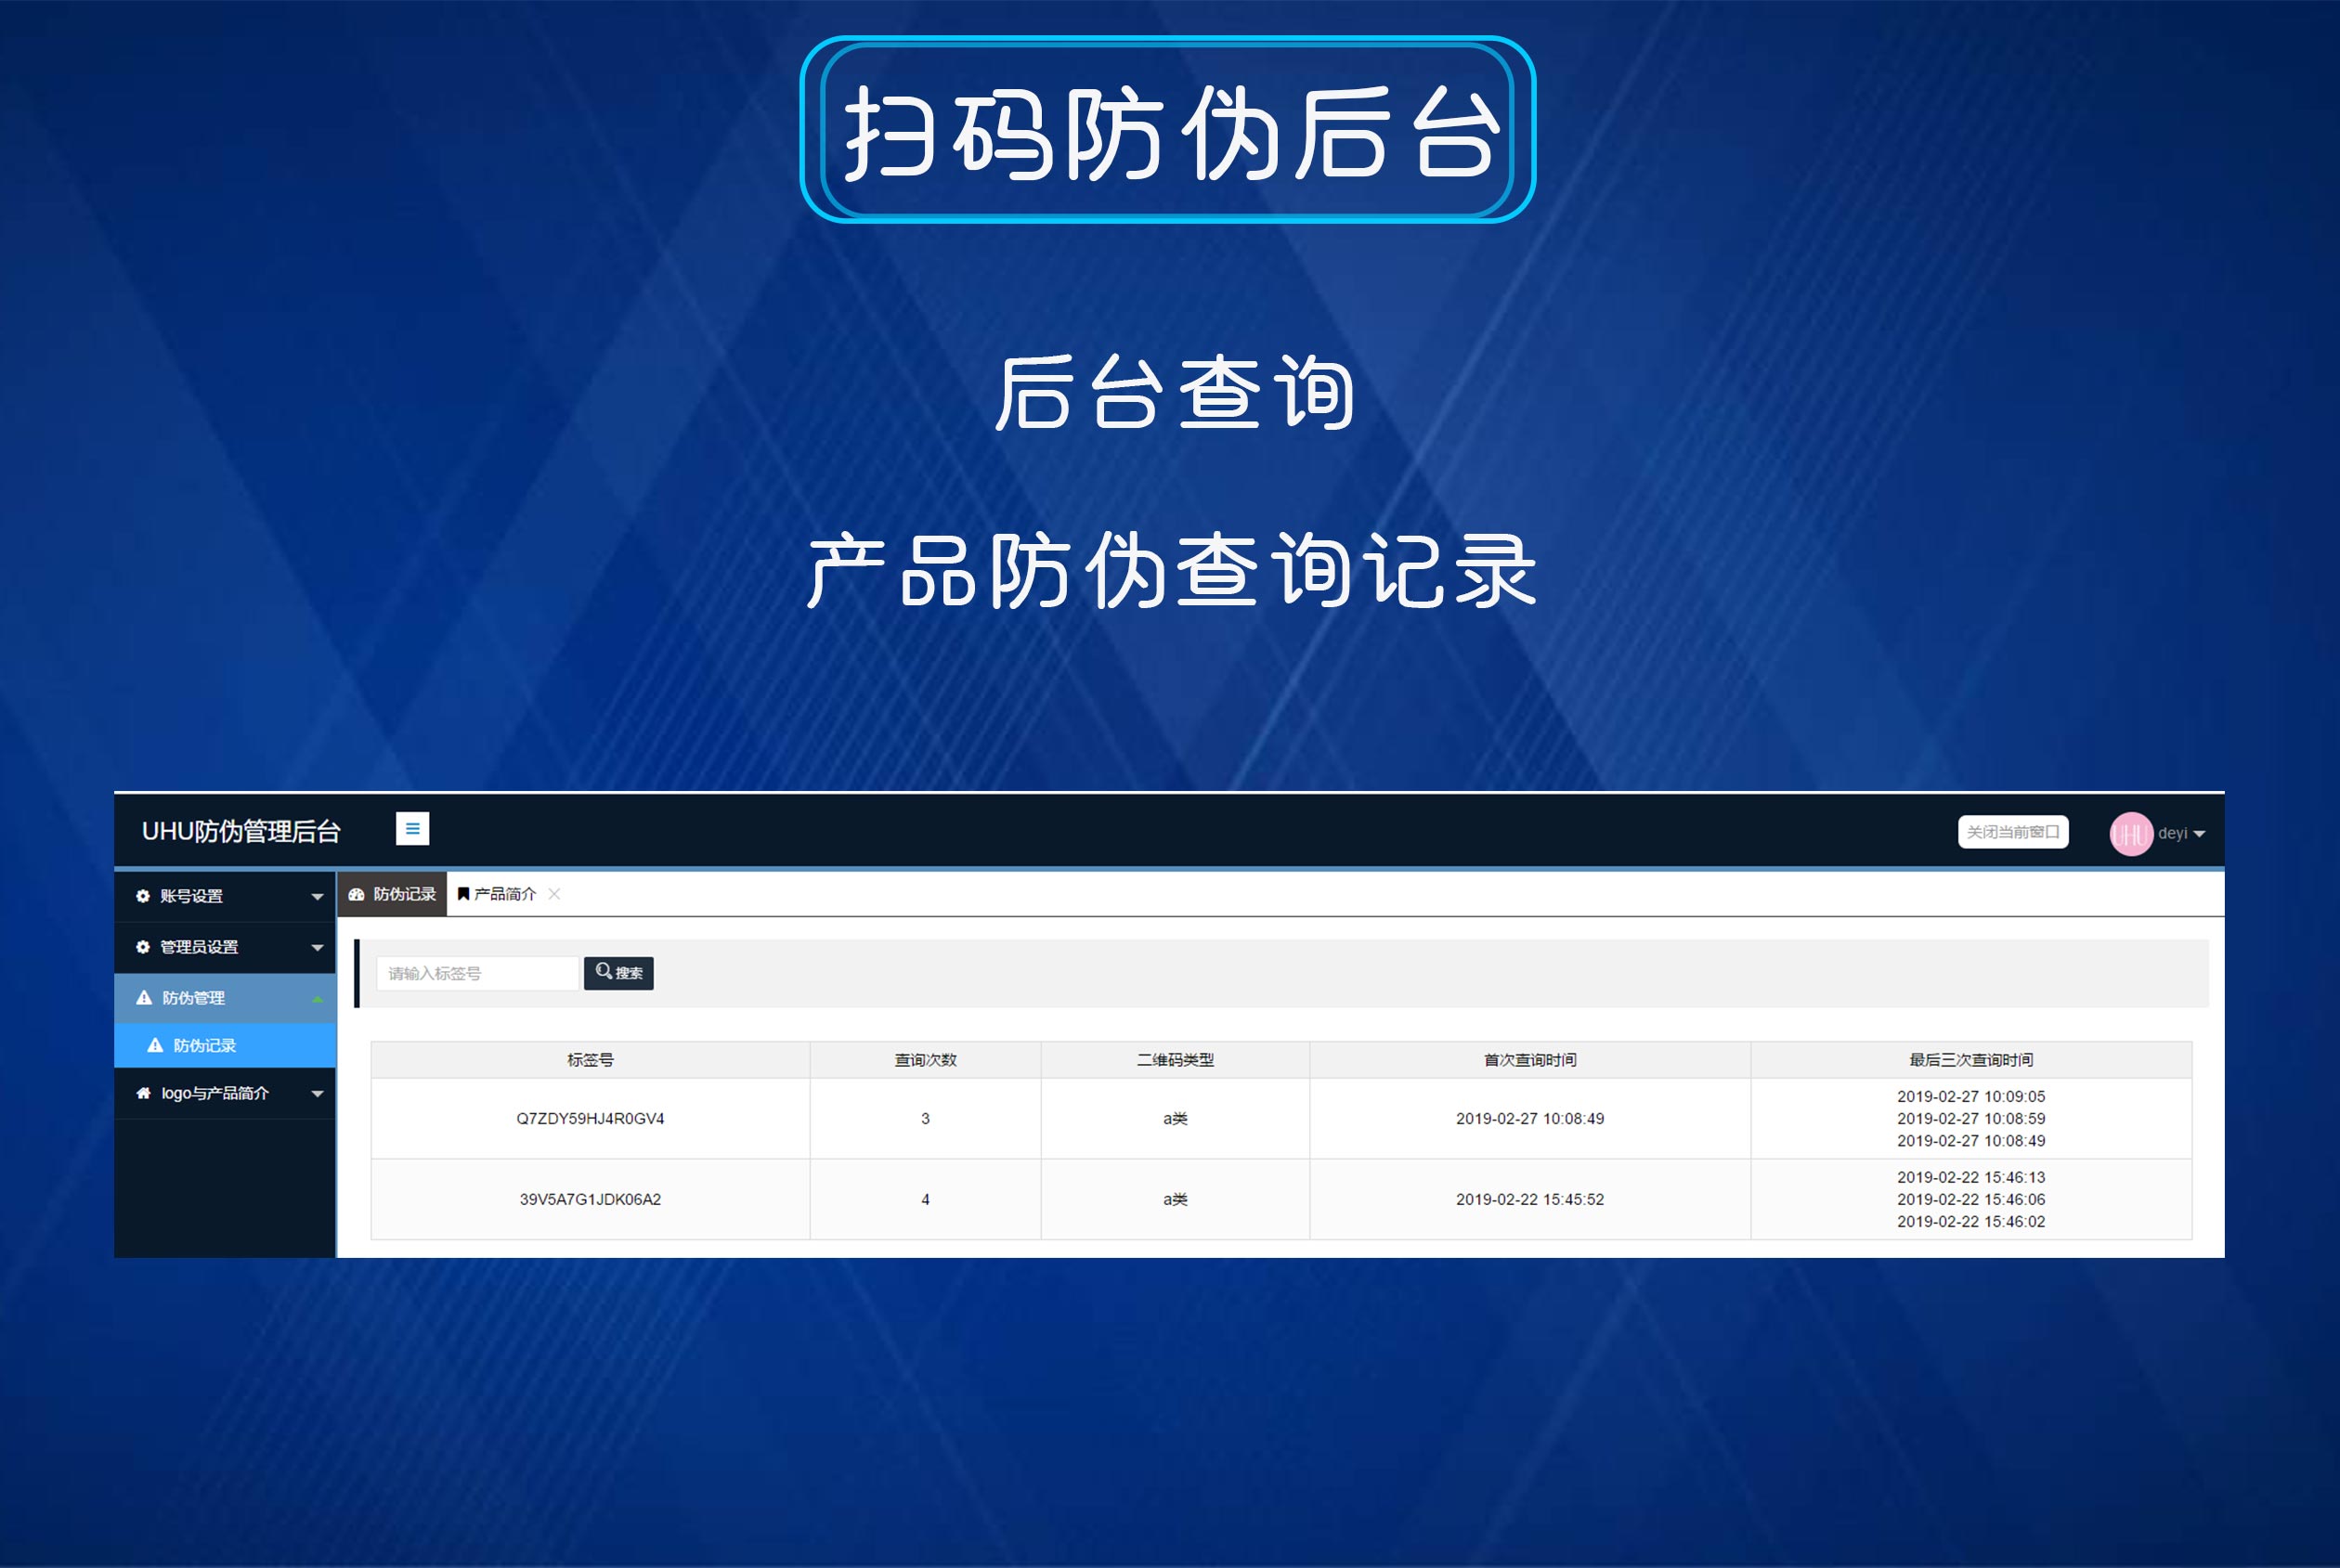 扫码防伪后台
后台查询
产品防伪查询记录
UHU防伪管理后台
关闭当前窗口
UHU
deyi
账号设置
管理员设置
防伪管理
防伪记录
logo与产品简介
防伪记录 产品简介
请输入标签号 搜索
标签号 查询次数 二维码类型 首次查询时间 最后三次查询时间
Q7ZDY59HJ4R0GV4 3 a类 2019-02-27 10:08:49 2019-02-27 10:09:05
2019-02-27 10:08:59
2019-02-27 10:08:49
39V5A7G1JDK06A2 4 a类 2019-02-22 15:45:52 2019-02-22 15:46:13
2019-02-22 15:46:06
2019-02-22 15:46:02